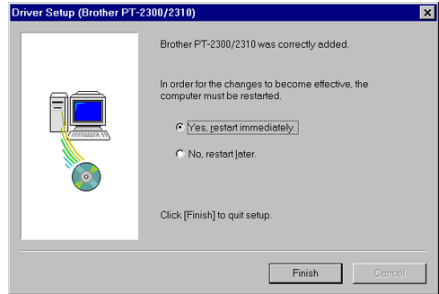 Driver Setup (Brother PT-2300/2310)
Brother PT-2300/2310 was correctly added.
In order for the changes to become effective, the
computer must be restarted.
Yes, restart immediately.
No, restart later.
Click [Finish] to quit setup.
Finish
Cancel